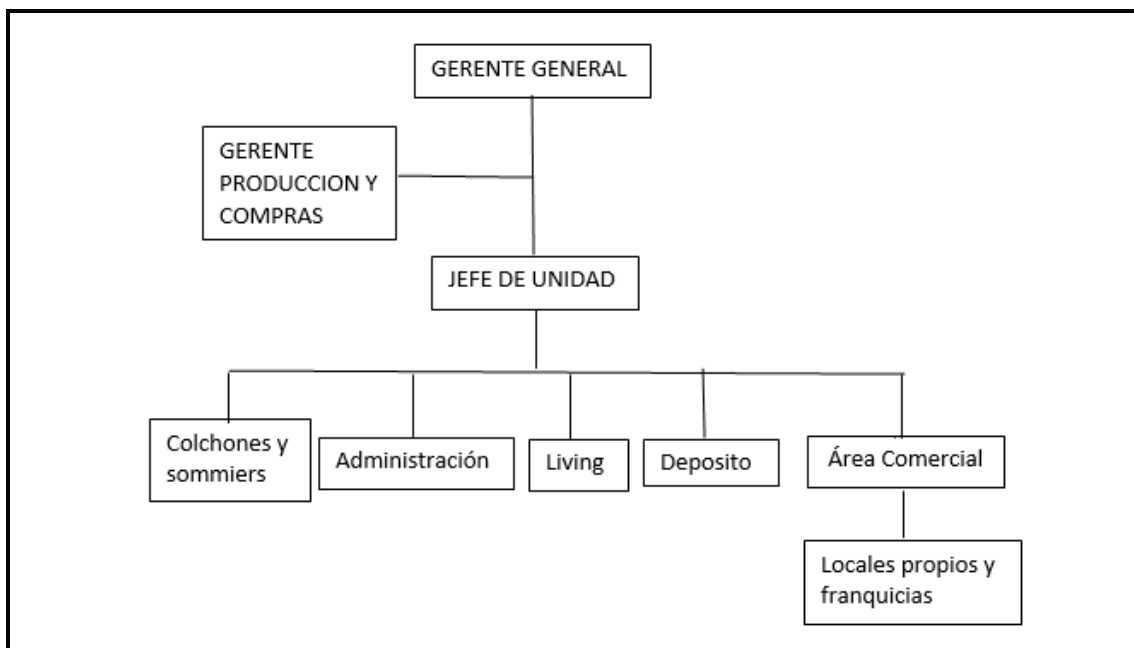 GERENTE GENERAL
GERENTE
PRODUCCION Y
COMPRAS
JEFE DE UNIDAD
Colchones y
sommiers
Administración
Living
Deposito
Área Comercial
Locales propios y
franquicias